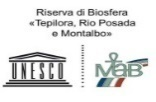 Riserva di Biosfera
«Tepilora, Rio Posada
e Montalbo»
UNESCO
MaB